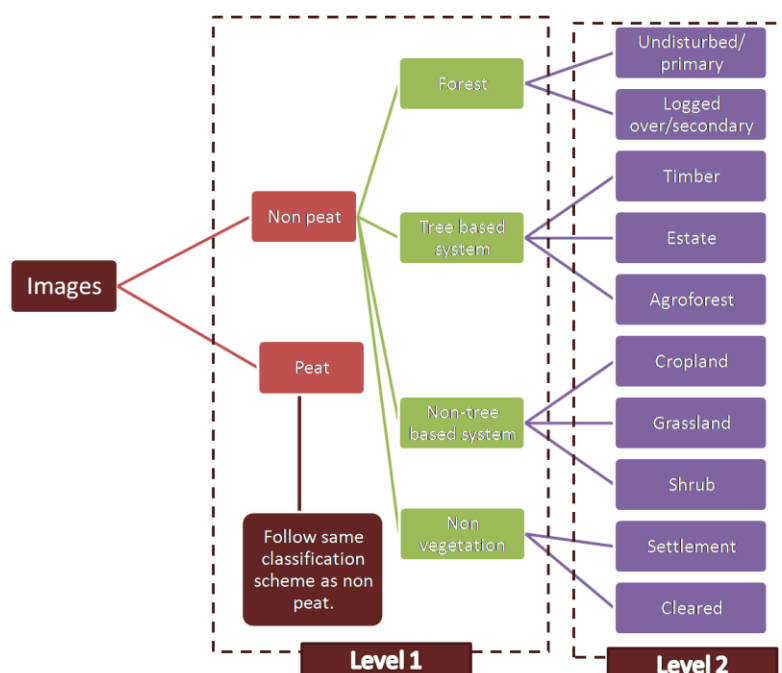 Images
Non peat
Peat
Follow same
classification
scheme as non
peat.
Forest
Tree based
system
Non-tree
based system
Non
vegetation
Level 1
Undisturbed/
primary
Logged
over/secondary
Timber
Estate
Agroforest
Cropland
Grassland
Shrub
Settlement
Cleared
Level 2